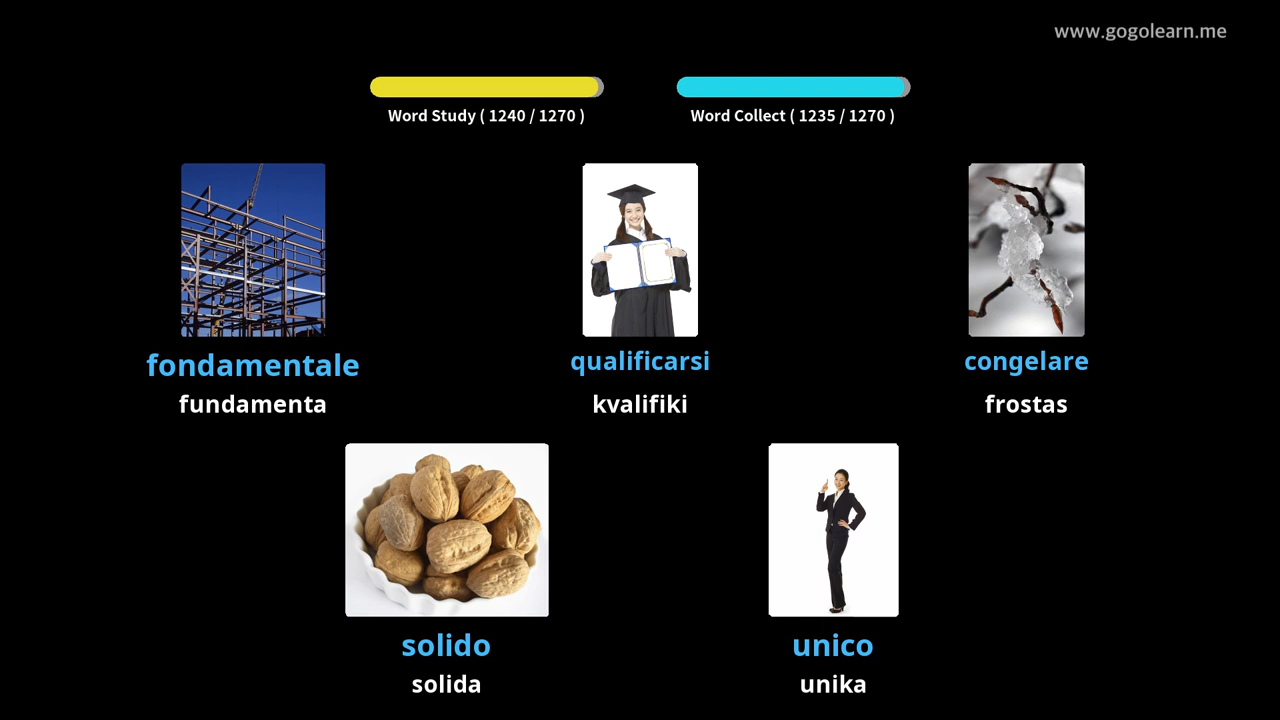 www.gogolearn.me
Word Study ( 1240 / 1270 )
Word Collect ( 1235 / 1270 )
fondamentale
fundamenta
qualificarsi
kvalifiki
congelare
frostas
solido
solida
unico
unika